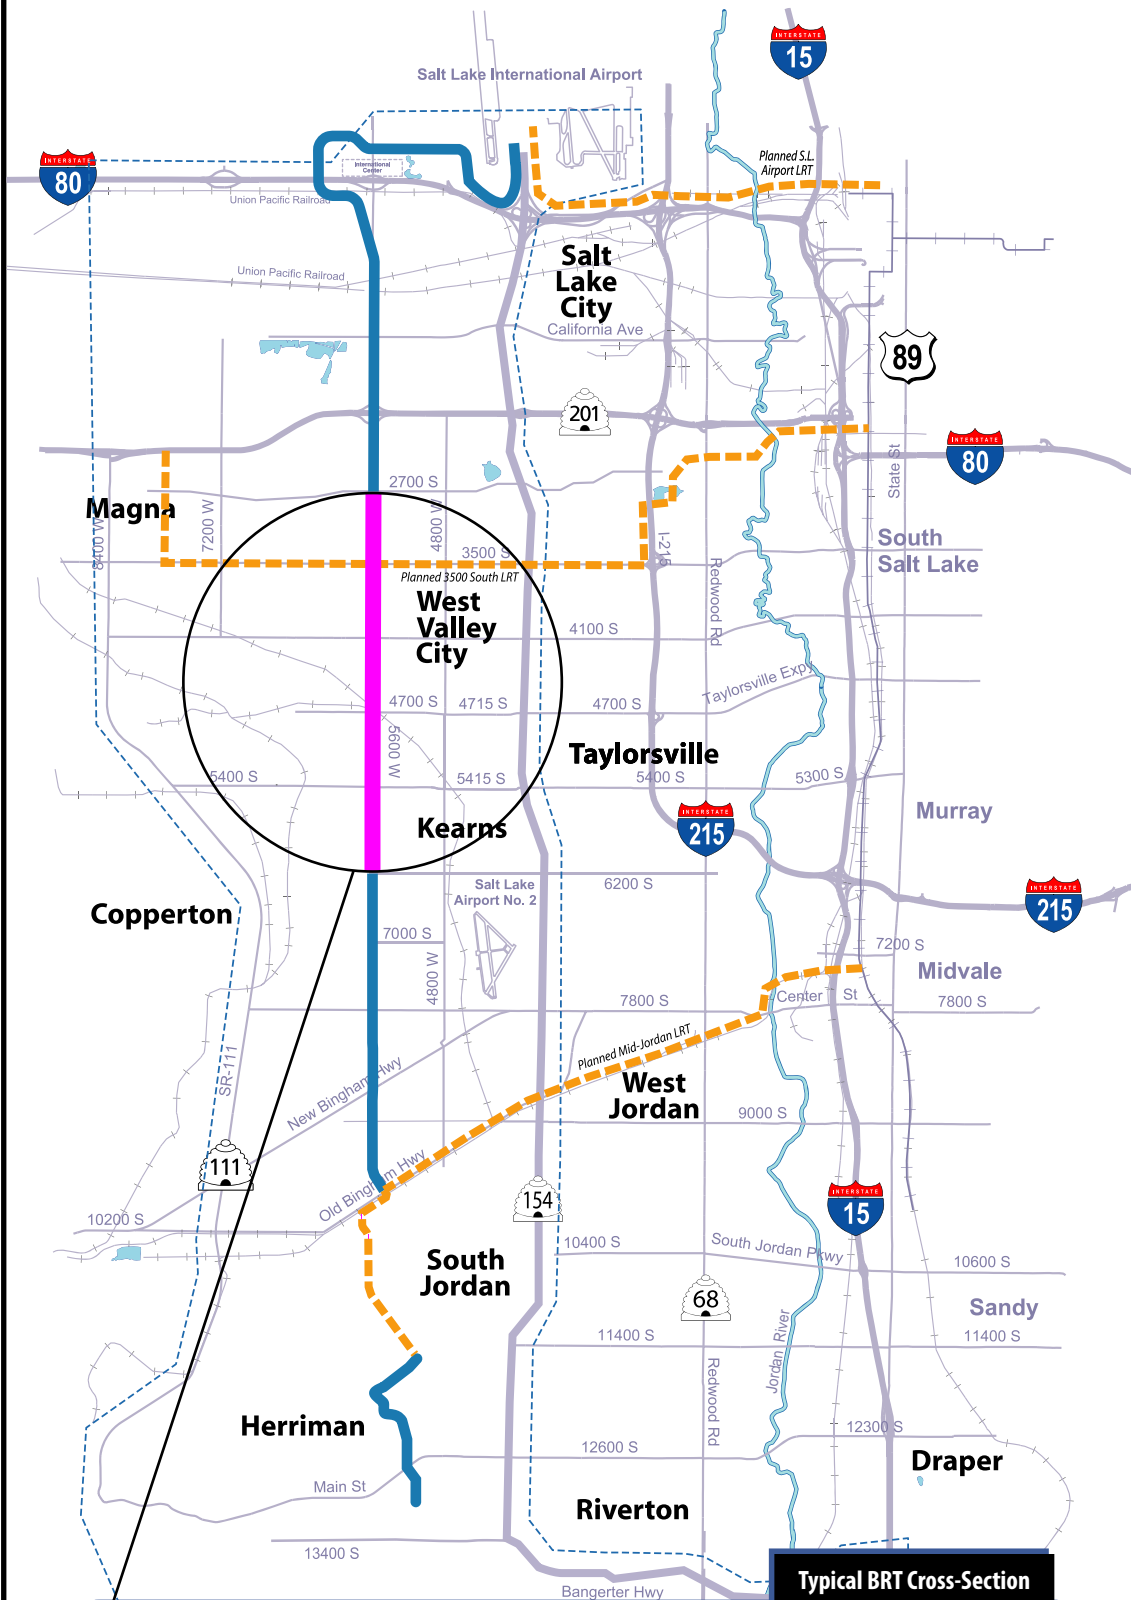 INTERSTATE
15
Salt Lake International Airport
Planned S.L.
Airport LRT
INTERSTATE
80
International
Center
Union Pacific Railroad
Union Pacific Railroad
Salt
Lake
City
California Ave
89
201
INTERSTATE
80
State St
2700 S
Magna
8400 W
7200 W
4800 W
3500 S
I-215
Redwood Rd
South
Salt Lake
Planned 3500 South LRT
West
Valley
City
4100 S
Taylorsville Expy
4700 S
4715 S
4700 S
5600 W
Taylorsville
5400 S
5415 S
5400 S
5300 S
Murray
Kearns
INTERSTATE
215
Salt Lake
Airport No. 2
6200 S
INTERSTATE
215
Copperton
7000 S
4800 W
7200 S
Midvale
7800 S
Center St
7800 S
Planned Mid-Jordan LRT
SR-111
New Bingham Hwy
West
Jordan
9000 S
111
Old Bingham Hwy
154
INTERSTATE
15
10200 S
10400 S
South Jordan Pkwy
10600 S
South
Jordan
68
Sandy
11400 S
11400 S
Jordan River
Redwood Rd
Herriman
12300 S
12600 S
Draper
Main St
Riverton
13400 S
Bangerter Hwy
Typical BRT Cross-Section